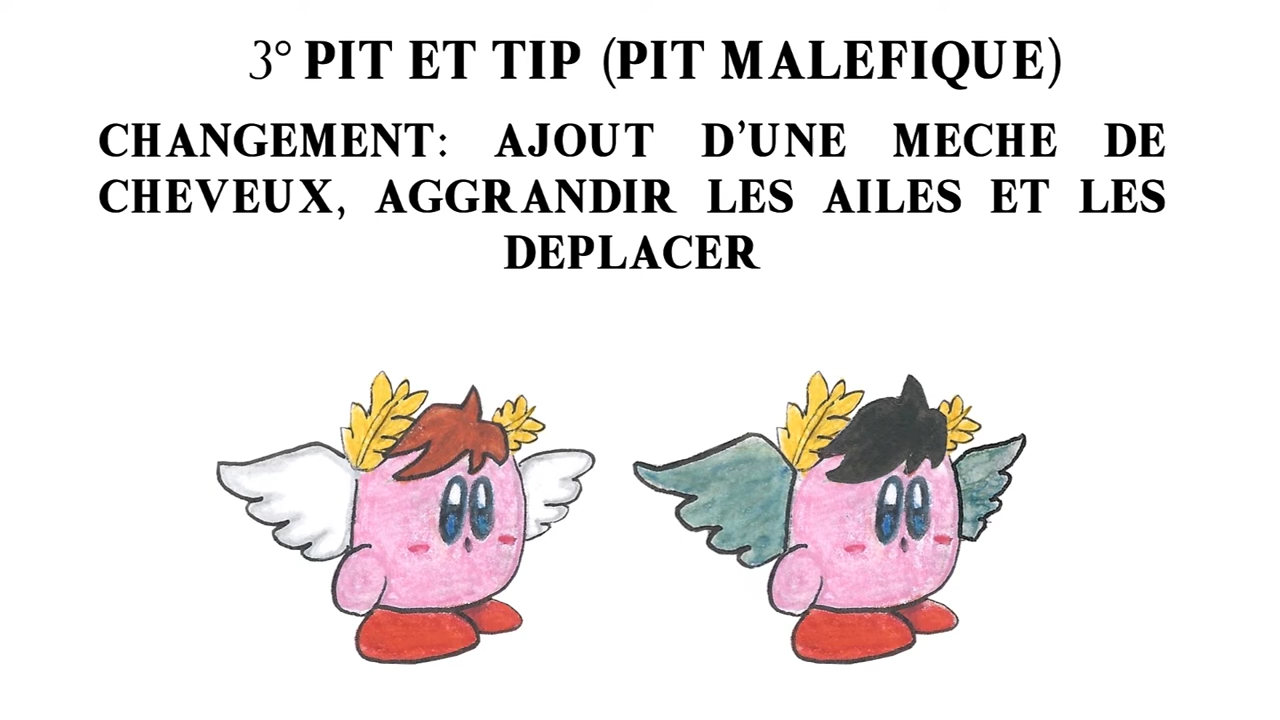 3° PIT ET TIP (PIT MALEFIQUE)
CHANGEMENT: AJOUT D'UNE MECHE DE
CHEVEUX, AGGRANDIR LES AILES ET LES
DEPLACER